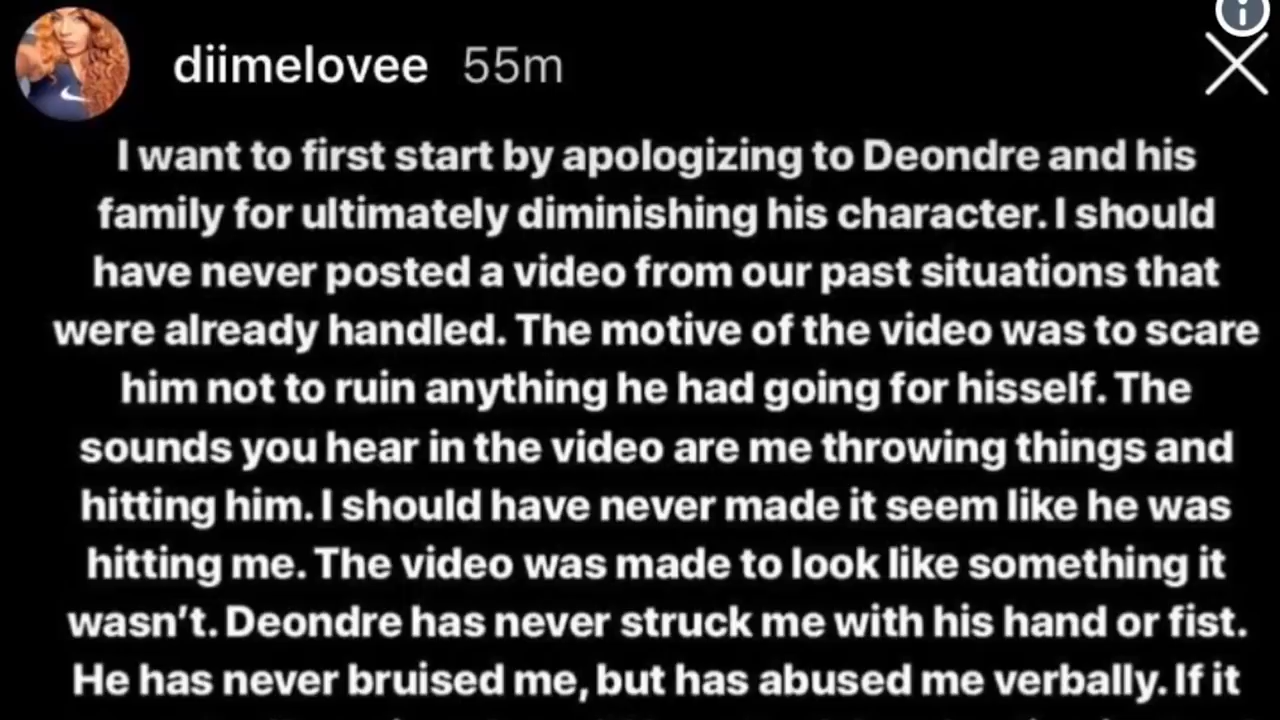 diimelovee 55m
I want to first start by apologizing to Deondre and his
family for ultimately diminishing his character. I should
have never posted a video from our past situations that
were already handled. The motive of the video was to scare
him not to ruin anything he had going for hisself. The
sounds you hear in the video are me throwing things and
hitting him. I should have never made it seem like he was
hitting me. The video was made to look like something it
wasn’t. Deondre has never struck me with his hand or fist.
He has never bruised me, but has abused me verbally. If it